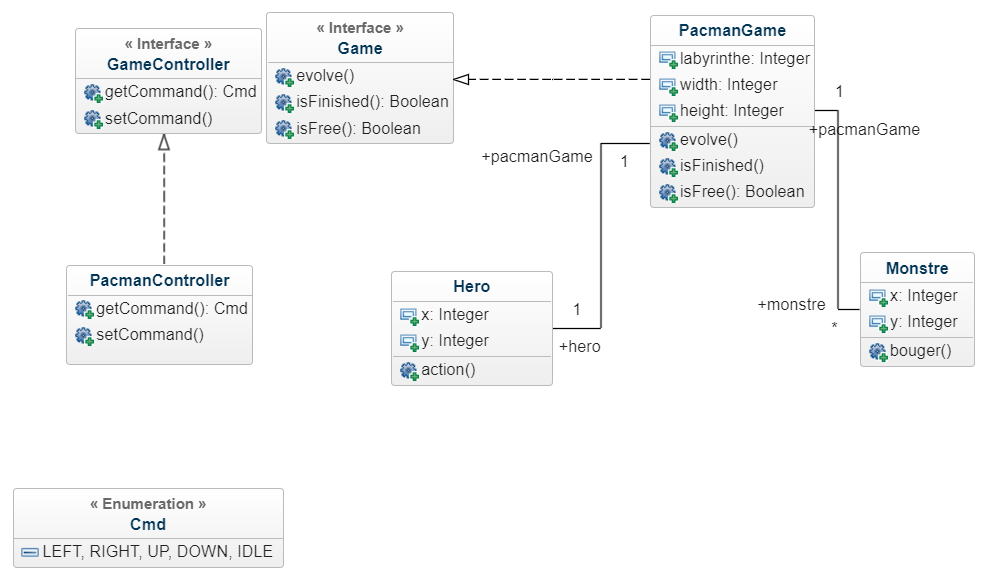 « Interface »
GameController
getCommand(): Cmd
setCommand()
« Interface »
Game
evolve()
isFinished(): Boolean
isFree(): Boolean
PacmanGame
labyrinthe: Integer
width: Integer
height: Integer
evolve()
isFinished()
isFree(): Boolean
1
+pacmanGame
+pacmanGame
1
PacmanController
getCommand(): Cmd
setCommand()
Hero
x: Integer
y: Integer
action()
1
+hero
+monstre
*
Monstre
x: Integer
y: Integer
bouger()
« Enumeration »
Cmd
LEFT, RIGHT, UP, DOWN, IDLE